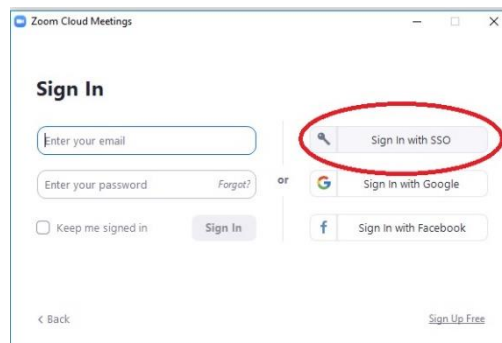 Zoom Cloud Meetings
Sign In
Enter your email
Enter your password Forgot?
Keep me signed in Sign In
or
Sign In with SSO
G Sign In with Google
f Sign In with Facebook
< Back
Sign Up Free